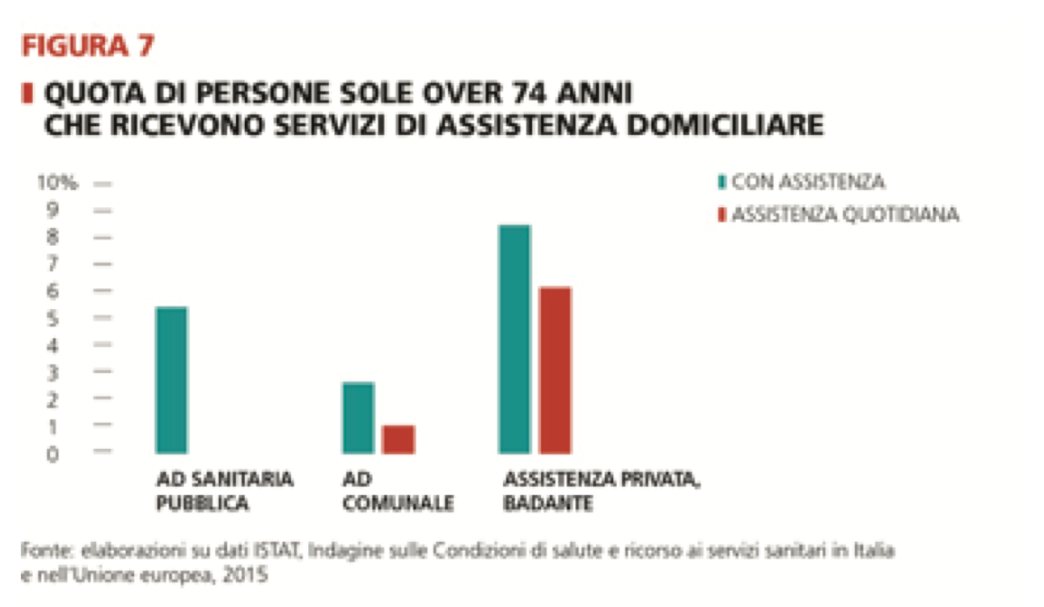 FIGURA 7
QUOTA DI PERSONE SOLE OVER 74 ANNI
CHE RICEVONO SERVIZI DI ASSISTENZA DOMICILIARE
10%
9
8
7
6
5
4
3
2
1
0
CON ASSISTENZA
ASSISTENZA QUOTIDIANA
AD SANITARIA
PUBBLICA
AD
COMUNALE
ASSISTENZA PRIVATA,
BADANTE
Fonte: elaborazioni su dati ISTAT, Indagine sulle Condizioni di salute e ricorso ai servizi sanitari in Italia
e nell'Unione europea, 2015